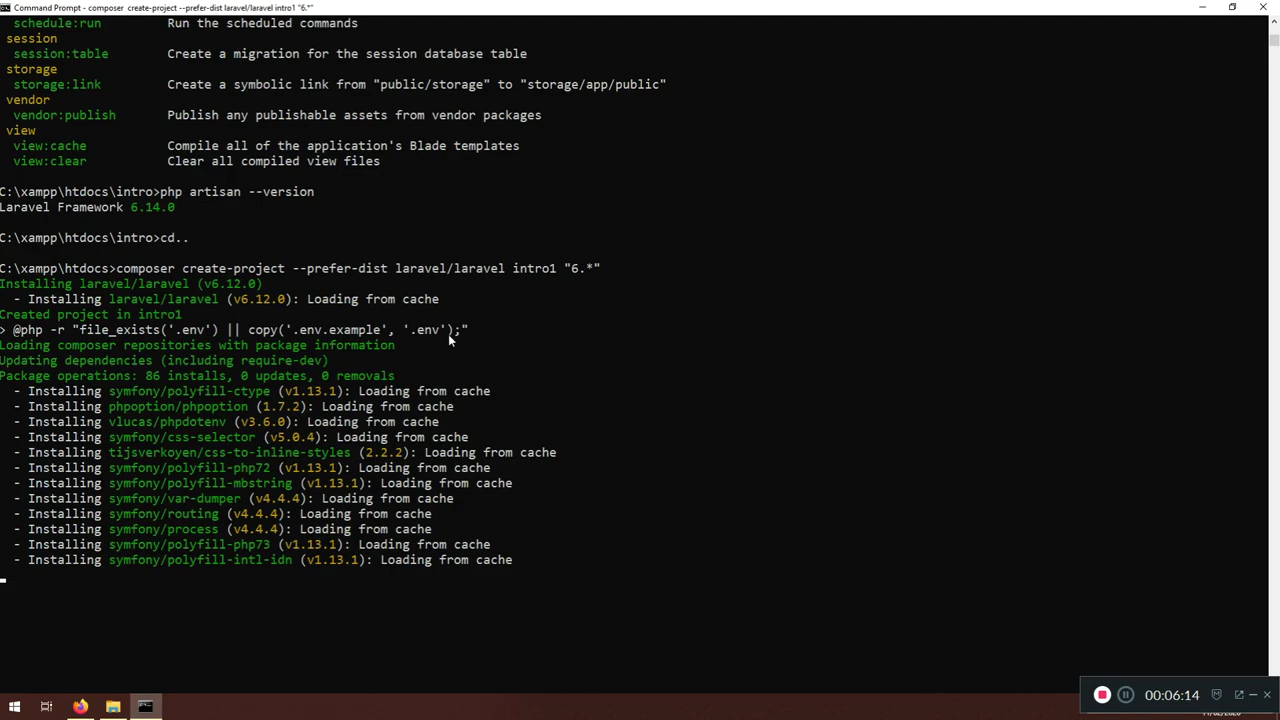 Command Prompt - composer  create-project --prefer-dist laravel/laravel intro1 "6.*"
schedule:run Run the scheduled commands
session
session:table Create a migration for the session database table
storage
storage:link Create a symbolic link from "public/storage" to "storage/app/public"
vendor
vendor:publish Publish any publishable assets from vendor packages
view
view:cache Compile all of the application's Blade templates
view:clear Clear all compiled view files
C:\xampp\htdocs\intro>php artisan --version
Laravel Framework 6.14.0
C:\xampp\htdocs\intro>cd..
C:\xampp\htdocs>composer create-project --prefer-dist laravel/laravel intro1 "6.*"
Installing laravel/laravel (v6.12.0)
- Installing laravel/laravel (v6.12.0): Loading from cache
Created project in intro1
> @php -r "file_exists('.env') || copy('.env.example', '.env');"
Loading composer repositories with package information
Updating dependencies (including require-dev)
Package operations: 86 installs, 0 updates, 0 removals
- Installing symfony/polyfill-ctype (v1.13.1): Loading from cache
- Installing phpoption/phpoption (1.7.2): Loading from cache
- Installing vlucas/phpdotenv (v3.6.0): Loading from cache
- Installing symfony/css-selector (v5.0.4): Loading from cache
- Installing tijsverkoyen/css-to-inline-styles (2.2.2): Loading from cache
- Installing symfony/polyfill-php72 (v1.13.1): Loading from cache
- Installing symfony/polyfill-mbstring (v1.13.1): Loading from cache
- Installing symfony/var-dumper (v4.4.4): Loading from cache
- Installing symfony/routing (v4.4.4): Loading from cache
- Installing symfony/process (v4.4.4): Loading from cache
- Installing symfony/polyfill-php73 (v1.13.1): Loading from cache
- Installing symfony/polyfill-intl-idn (v1.13.1): Loading from cache
00:06:14